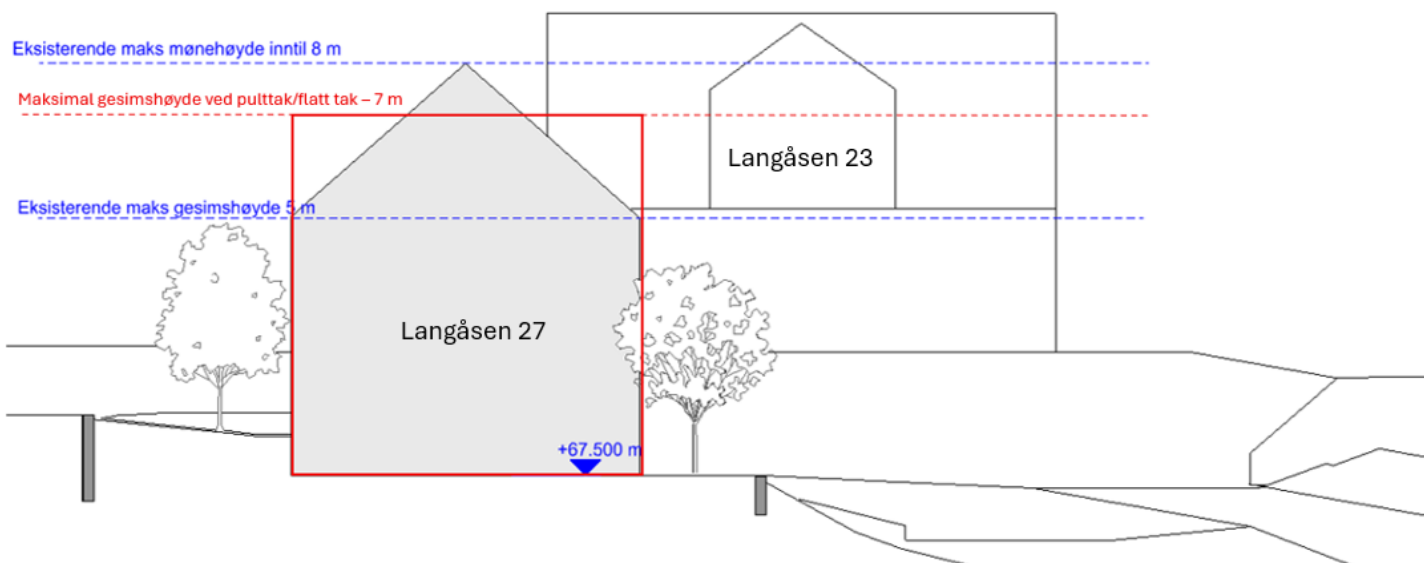 Eksisterende maks mønehøyde inntil 8 m
Maksimal gesimshøyde ved pulttak/flatt tak – 7 m
Langåsen 23
Eksisterende maks gesimshøyde 5 m
Langåsen 27
+67.500 m